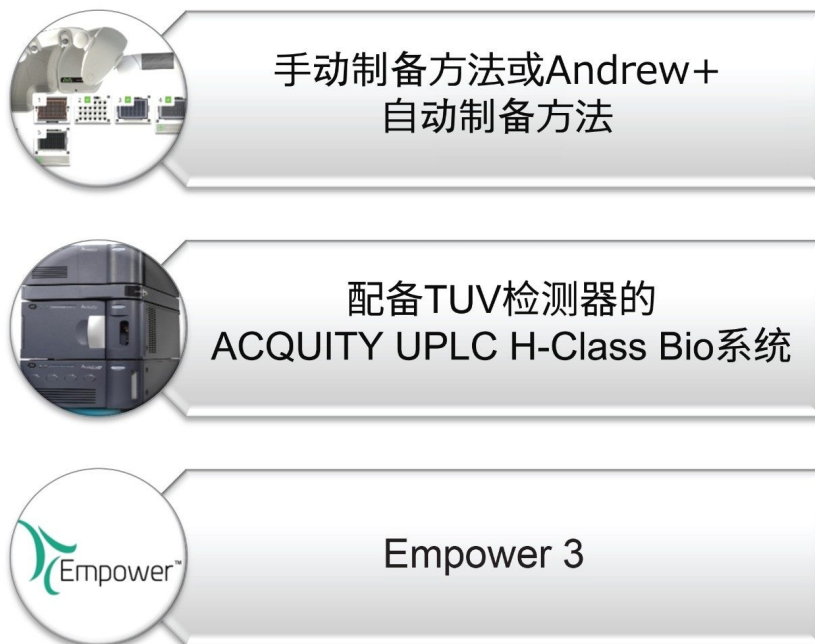 手动制备方法或Andrew+
自动制备方法
配备TUV检测器的
ACQUITY UPLC H-Class Bio系统
Empower™
Empower 3